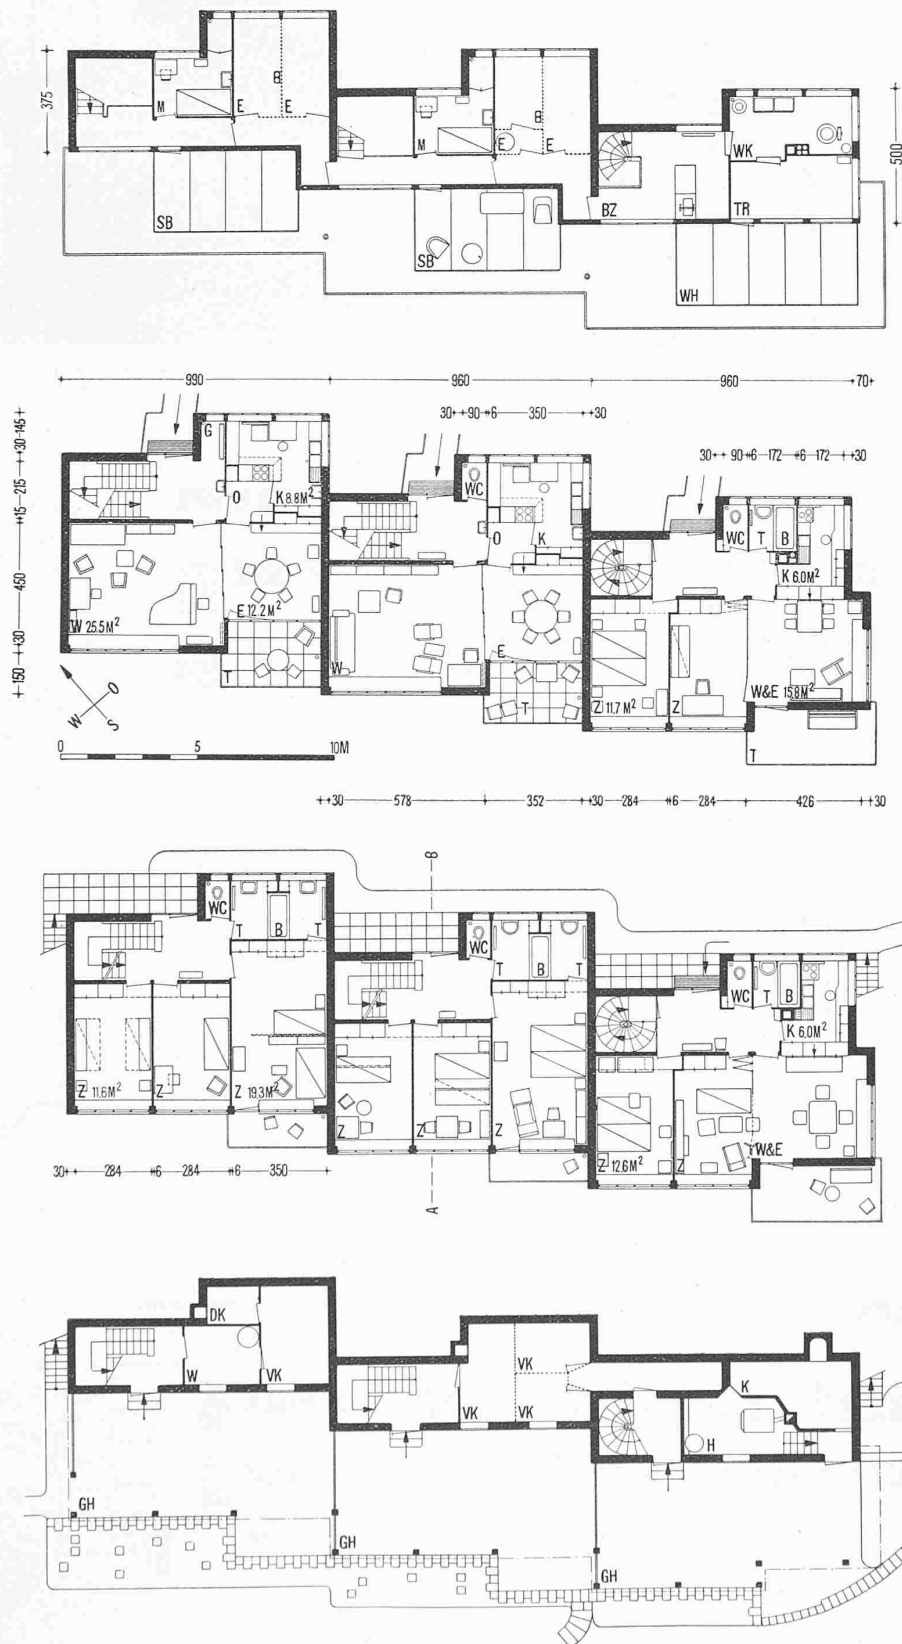 375
M
E
B
E
M
E
B
E
WK
500
SB
BZ
TR
SB
WH
990
960
960
70
30 90 6 350 30
145
30
215
15
450
30
150
G
O
K 8.8M²
WC
O
K
30 90 6 172 6 172 30
WC
T
B
K 6.0M²
W 25.5M²
E 12.2M²
T
W
E
T
Z 11.7M²
Z
W&E 15.8M²
T
O
W
S
0
5
10M
30 578 352 30 284 6 284 426 30
B
WC
T
B
T
WC
T
B
T
WC
T
B
K 6.0M²
Z 11.6M²
Z
Z 19.3M²
Z
Z
Z
Z 12.6M²
Z
W&E
30 284 6 284 6 350
A
DK
W
VK
VK
VK
VK
K
H
GH
GH
GH